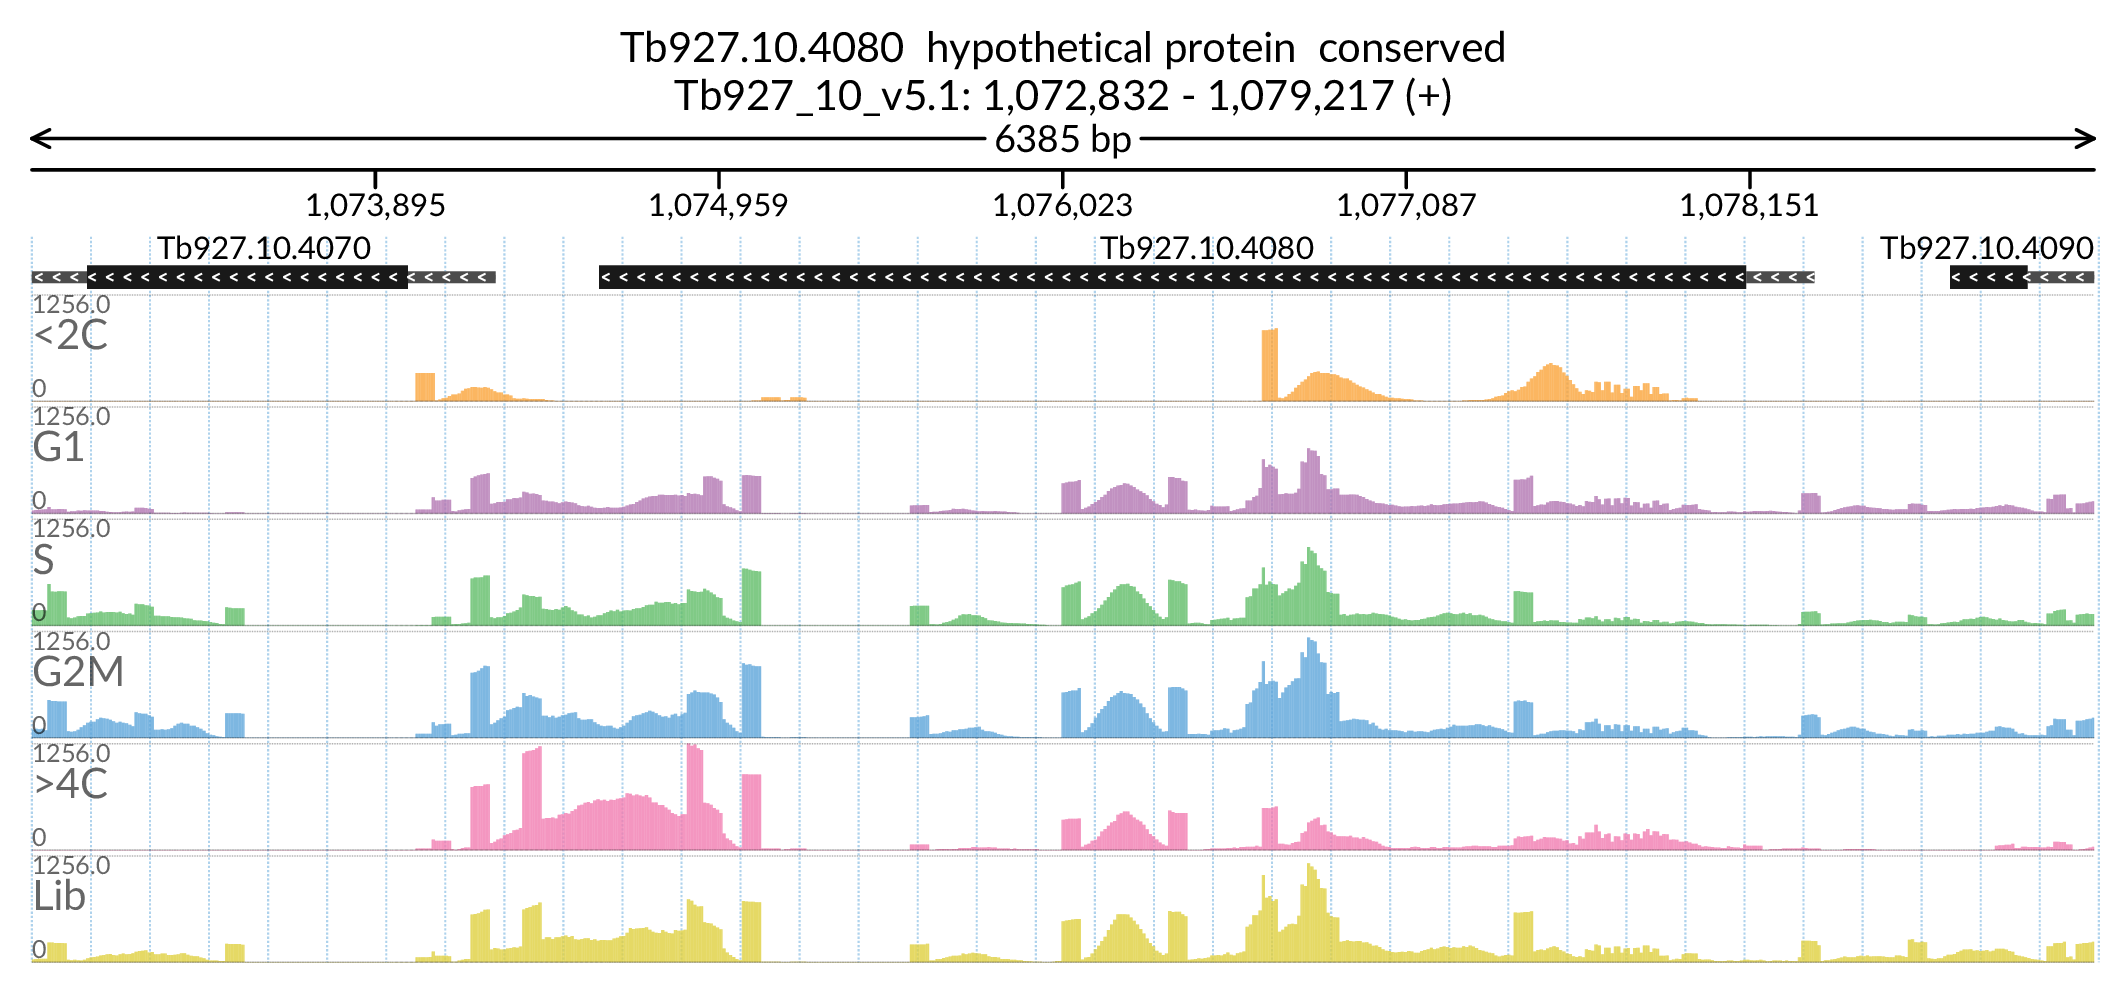 Tb927.10.4080  hypothetical protein  conserved
Tb927_10_v5.1: 1,072,832 - 1,079,217 (+)
6385 bp
1,073,895 1,074,959 1,076,023 1,077,087 1,078,151
Tb927.10.4070 Tb927.10.4080 Tb927.10.4090
1256.0
<2C
0
1256.0
G1
0
1256.0
S
0
1256.0
G2M
0
1256.0
>4C
0
1256.0
Lib
0